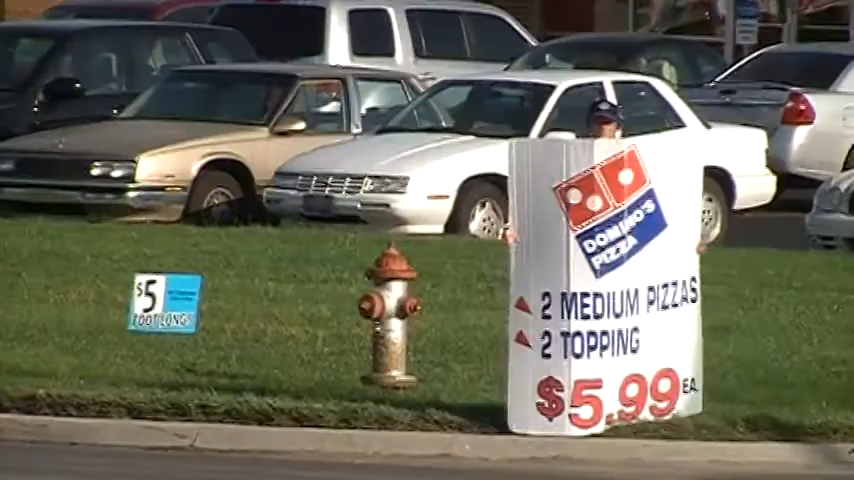 $5
FOOT LONGS
DOMINO'S
PIZZA
2 MEDIUM PIZZAS
2 TOPPING
$5.99 EA.